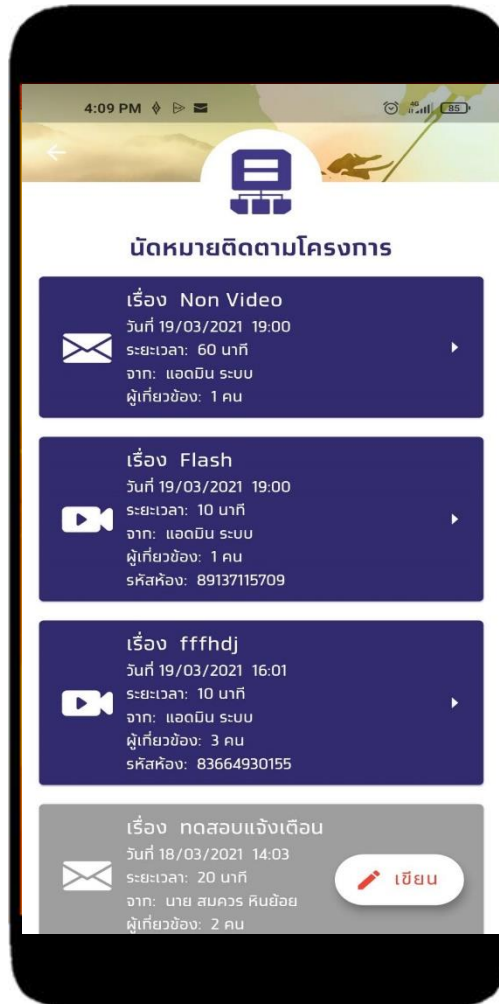 4:09 PM 4G 85
นัดหมายติดตามโครงการ
เรื่อง Non Video
วันที่ 19/03/2021 19:00
ระยะเวลา: 60 นาที
จาก: แอดมิน ระบบ
ผู้เกี่ยวข้อง: 1 คน
เรื่อง Flash
วันที่ 19/03/2021 19:00
ระยะเวลา: 10 นาที
จาก: แอดมิน ระบบ
ผู้เกี่ยวข้อง: 1 คน
รหัสห้อง: 89137115709
เรื่อง fffhdj
วันที่ 19/03/2021 16:01
ระยะเวลา: 10 นาที
จาก: แอดมิน ระบบ
ผู้เกี่ยวข้อง: 3 คน
รหัสห้อง: 83664930155
เรื่อง ทดสอบแจ้งเตือน
วันที่ 18/03/2021 14:03
ระยะเวลา: 20 นาที
จาก: นาย สมควร หินย้อย
ผู้เกี่ยวข้อง: 2 คน
เขียน